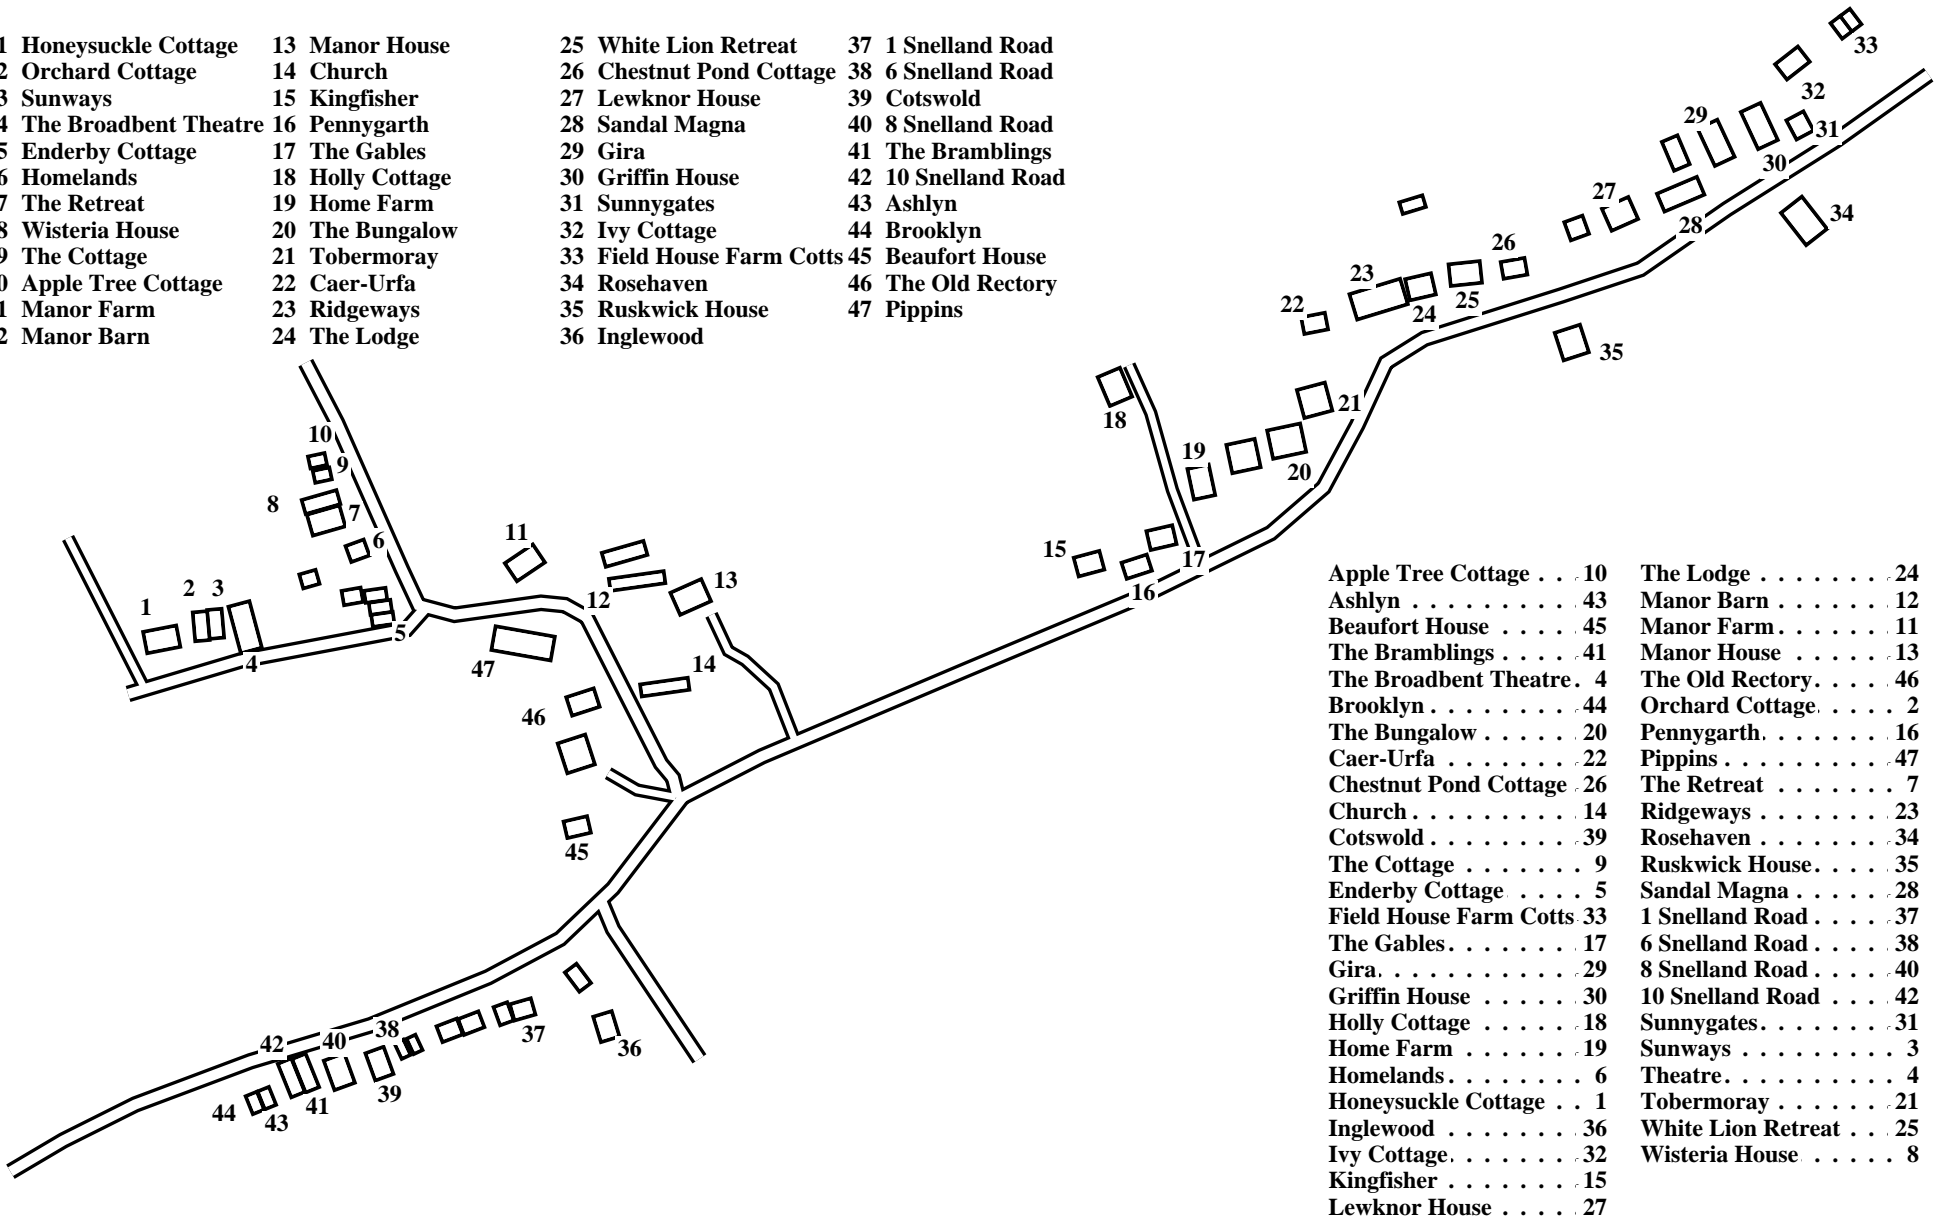 1 Honeysuckle Cottage
2 Orchard Cottage
3 Sunways
4 The Broadbent Theatre
5 Enderby Cottage
6 Homelands
7 The Retreat
8 Wisteria House
9 The Cottage
0 Apple Tree Cottage
1 Manor Farm
2 Manor Barn
13 Manor House
14 Church
15 Kingfisher
16 Pennygarth
17 The Gables
18 Holly Cottage
19 Home Farm
20 The Bungalow
21 Tobermoray
22 Caer-Urfa
23 Ridgeways
24 The Lodge
25 White Lion Retreat
26 Chestnut Pond Cottage
27 Lewknor House
28 Sandal Magna
29 Gira
30 Griffin House
31 Sunnygates
32 Ivy Cottage
33 Field House Farm Cotts
34 Rosehaven
35 Ruskwick House
36 Inglewood
37 1 Snelland Road
38 6 Snelland Road
39 Cotswold
40 8 Snelland Road
41 The Bramblings
42 10 Snelland Road
43 Ashlyn
44 Brooklyn
45 Beaufort House
46 The Old Rectory
47 Pippins
33
32
29
31
30
27
34
28
26
23
25
22
24
35
21
18
10
19
9
20
8
7
11
6
15
17
13
16
12
2
3
1
5
4
47
14
46
45
38
37
42
40
36
39
41
44
43
Apple Tree Cottage . . . 10
Ashlyn . . . . . . . . . . 43
Beaufort House . . . . . 45
The Bramblings . . . . . 41
The Broadbent Theatre . 4
Brooklyn . . . . . . . . . 44
The Bungalow . . . . . . 20
Caer-Urfa . . . . . . . . 22
Chestnut Pond Cottage . 26
Church . . . . . . . . . . 14
Cotswold . . . . . . . . . 39
The Cottage . . . . . . . 9
Enderby Cottage . . . . . 5
Field House Farm Cotts 33
The Gables . . . . . . . . 17
Gira . . . . . . . . . . . . 29
Griffin House . . . . . . 30
Holly Cottage . . . . . . 18
Home Farm . . . . . . . 19
Homelands . . . . . . . . 6
Honeysuckle Cottage . . 1
Inglewood . . . . . . . . 36
Ivy Cottage . . . . . . . . 32
Kingfisher . . . . . . . . 15
Lewknor House . . . . . 27
The Lodge . . . . . . . . 24
Manor Barn . . . . . . . 12
Manor Farm . . . . . . . 11
Manor House . . . . . . 13
The Old Rectory . . . . . 46
Orchard Cottage . . . . . 2
Pennygarth . . . . . . . . 16
Pippins . . . . . . . . . . 47
The Retreat . . . . . . . 7
Ridgeways . . . . . . . . 23
Rosehaven . . . . . . . . 34
Ruskwick House . . . . . 35
Sandal Magna . . . . . . 28
1 Snelland Road . . . . . 37
6 Snelland Road . . . . . 38
8 Snelland Road . . . . . 40
10 Snelland Road . . . . 42
Sunnygates . . . . . . . . 31
Sunways . . . . . . . . . 3
Theatre . . . . . . . . . . 4
Tobermoray . . . . . . . 21
White Lion Retreat . . . 25
Wisteria House . . . . . . 8